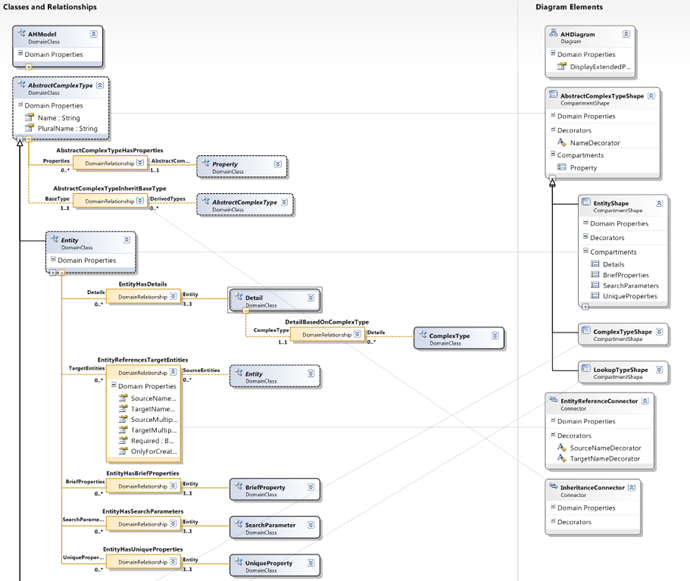 Classes and Relationships
AHModel
DomainClass
Domain Properties
AbstractComplexType
DomainClass
Domain Properties
Name : String
PluralName : String
AbstractComplexTypeHasProperties
Properties
DomainRelationship
AbstractCom...
0..*
1..1
Property
DomainClass
AbstractComplexTypeInheritBaseType
BaseType
DomainRelationship
DerivedTypes
1..1
0..*
AbstractComplexType
DomainClass
Entity
DomainClass
Domain Properties
EntityHasDetails
Details
DomainRelationship
Entity
0..*
1..1
Detail
DomainClass
DetailBasedOnComplexType
ComplexType
DomainRelationship
Details
1..1
0..*
ComplexType
DomainClass
EntityReferencesTargetEntities
TargetEntities
DomainRelationship
SourceEntities
0..*
0..*
Domain Properties
SourceName...
TargetName...
SourceMultip...
TargetMultip...
Required : B...
OnlyForCreat...
Entity
DomainClass
EntityHasBriefProperties
BriefProperties
DomainRelationship
Entity
0..*
1..1
BriefProperty
DomainClass
EntityHasSearchParameters
SearchParame...
DomainRelationship
Entity
0..*
1..1
SearchParameter
DomainClass
EntityHasUniqueProperties
UniqueProper...
DomainRelationship
Entity
0..*
1..1
UniqueProperty
DomainClass
Diagram Elements
AHDiagram
Diagram
Domain Properties
DisplayExtendedP...
AbstractComplexTypeShape
CompartmentShape
Domain Properties
Decorators
NameDecorator
Compartments
Property
EntityShape
CompartmentShape
Domain Properties
Decorators
Compartments
Details
BriefProperties
SearchParameters
UniqueProperties
ComplexTypeShape
CompartmentShape
LookupTypeShape
CompartmentShape
EntityReferenceConnector
Connector
Domain Properties
Decorators
SourceNameDecorator
TargetNameDecorator
InheritanceConnector
Connector
Domain Properties
Decorators